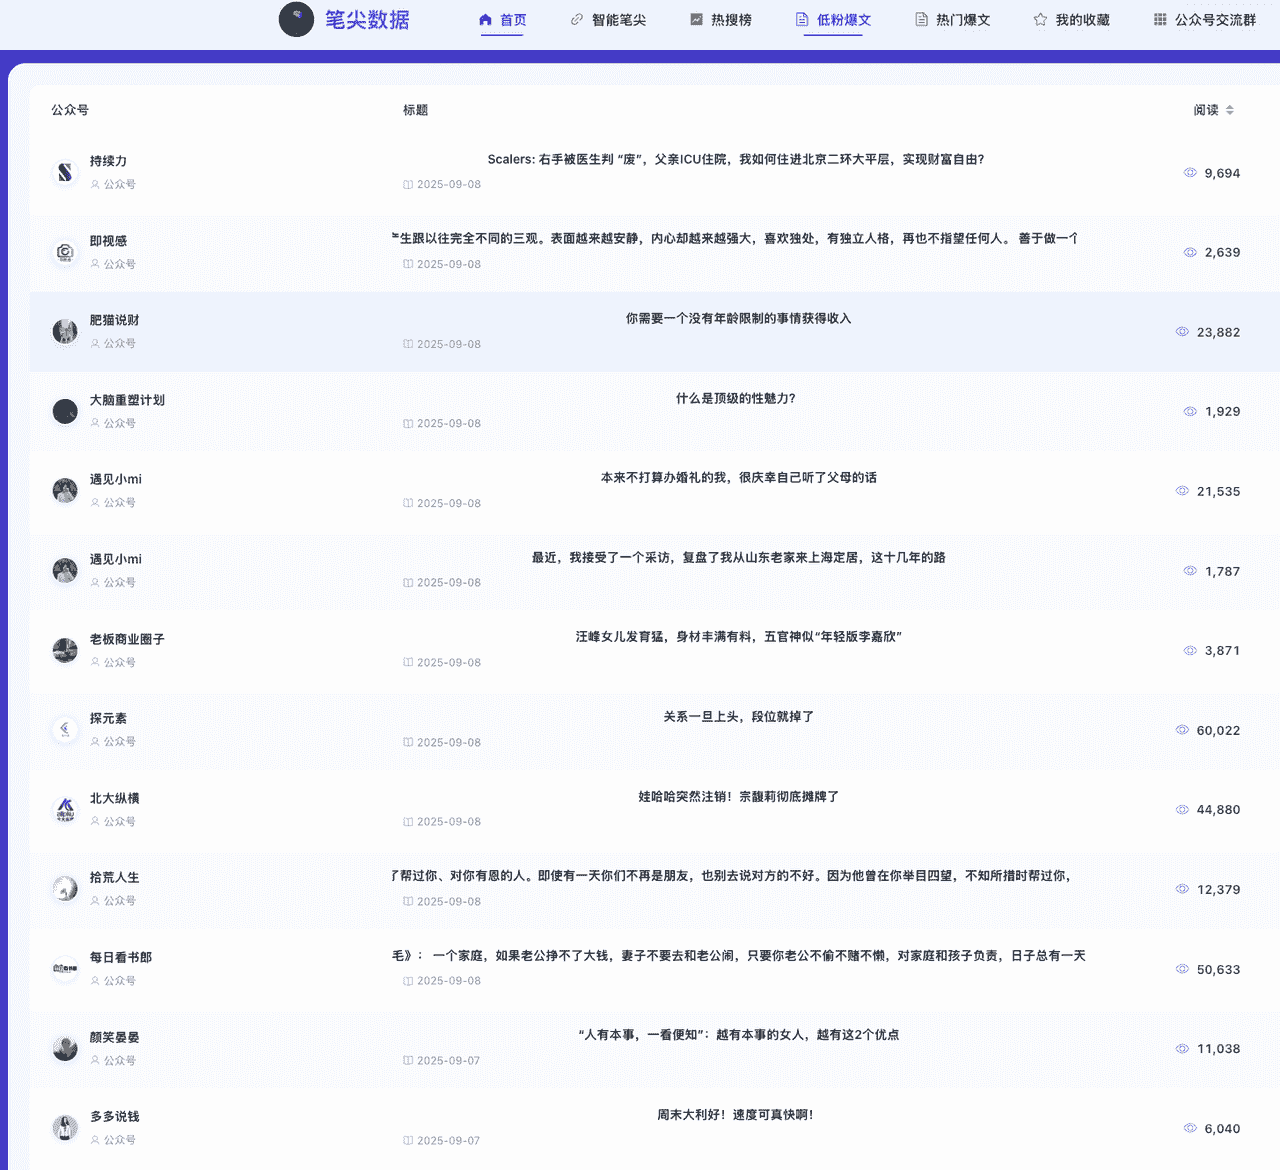 笔尖数据
首页
智能笔尖
热搜榜
低粉爆文
热门爆文
我的收藏
公众号交流群
公众号 标题 阅读
持续力
Scalers: 右手被医生判 “废”，父亲ICU住院，我如何住进北京二环大平层，实现财富自由？
公众号 2025-09-08
9,694
即视感
生跟以往完全不同的三观。表面越来越安静，内心却越来越强大，喜欢独处，有独立人格，再也不指望任何人。 善于做一个
公众号 2025-09-08
2,639
肥猫说财
你需要一个没有年龄限制的事情获得收入
公众号 2025-09-08
23,882
大脑重塑计划
什么是顶级的性魅力？
公众号 2025-09-08
1,929
遇见小mi
本来不打算办婚礼的我，很庆幸自己听了父母的话
公众号 2025-09-08
21,535
遇见小mi
最近，我接受了一个采访，复盘了我从山东老家来上海定居，这十几年的路
公众号 2025-09-08
1,787
老板商业圈子
汪峰女儿发育猛，身材丰满有料，五官神似“年轻版李嘉欣”
公众号 2025-09-08
3,871
探元素
关系一旦上头，段位就掉了
公众号 2025-09-08
60,022
北大纵横
娃哈哈突然注销！宗馥莉彻底摊牌了
公众号 2025-09-08
44,880
拾荒人生
了帮过你、对你有恩的人。即使有一天你们不再是朋友，也别去说对方的不好。因为他曾在你举目四望，不知所措时帮过你，
公众号 2025-09-08
12,379
每日看书郎
毛》： 一个家庭，如果老公挣不了大钱，妻子不要去和老公闹，只要你老公不偷不赌不懒，对家庭和孩子负责，日子总有一天
公众号 2025-09-08
50,633
颜笑晏晏
“人有本事，一看便知”：越有本事的女人，越有这2个优点
公众号 2025-09-07
11,038
多多说钱
周末大利好！速度可真快啊！
公众号 2025-09-07
6,040